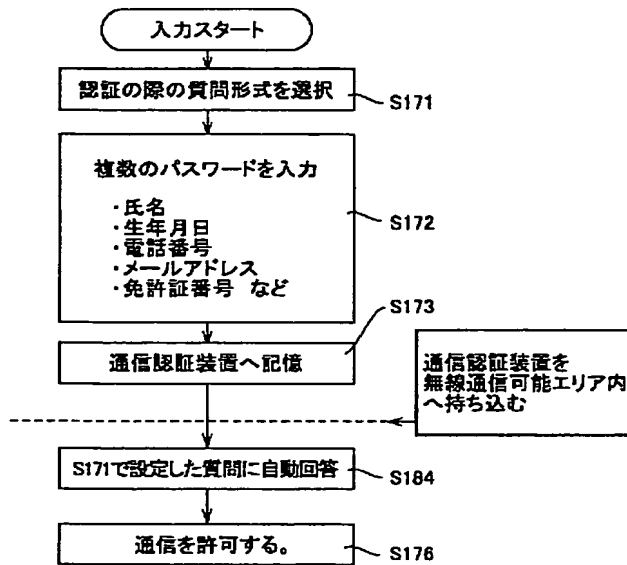 入力スタート
認証の際の質問形式を選択
S171
複数のパスワードを入力
・氏名
・生年月日
・電話番号
・メールアドレス
・免許証番号 など
S172
S173
通信認証装置へ記憶
通信認証装置を
無線通信可能エリア内
へ持ち込む
S171で設定した質問に自動回答
S184
通信を許可する。
S176